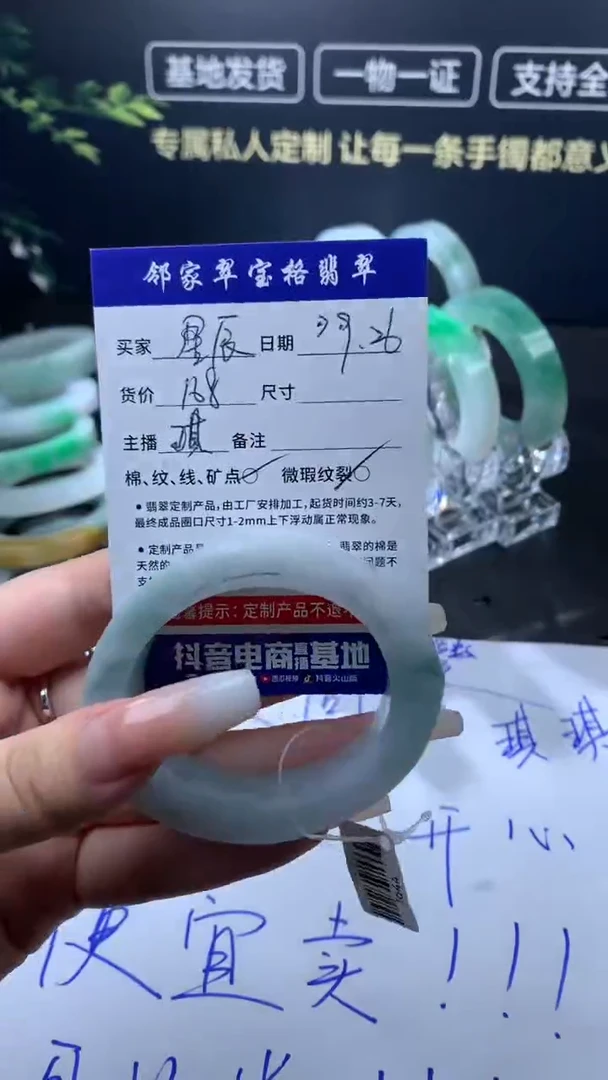 基地发货 一物一证 支持全
专属私人定制 让每一条手镯都意义
邻家翠宝格翡翠
买家 星辰 日期
货价 168 尺寸
主播 琪 备注
棉、纹、线、矿点 微瑕纹裂
●翡翠定制产品,由工厂安排加工,起货时间约3-7天,
最终成品圈口尺寸1-2mm上下浮动属正常现象。
●定制产品 翡翠的棉是
天然的 问题不
提示:定制产品不退
抖音电商直播基地
抖音火山版
琪 琪
开 心
便 宜 卖 !!!